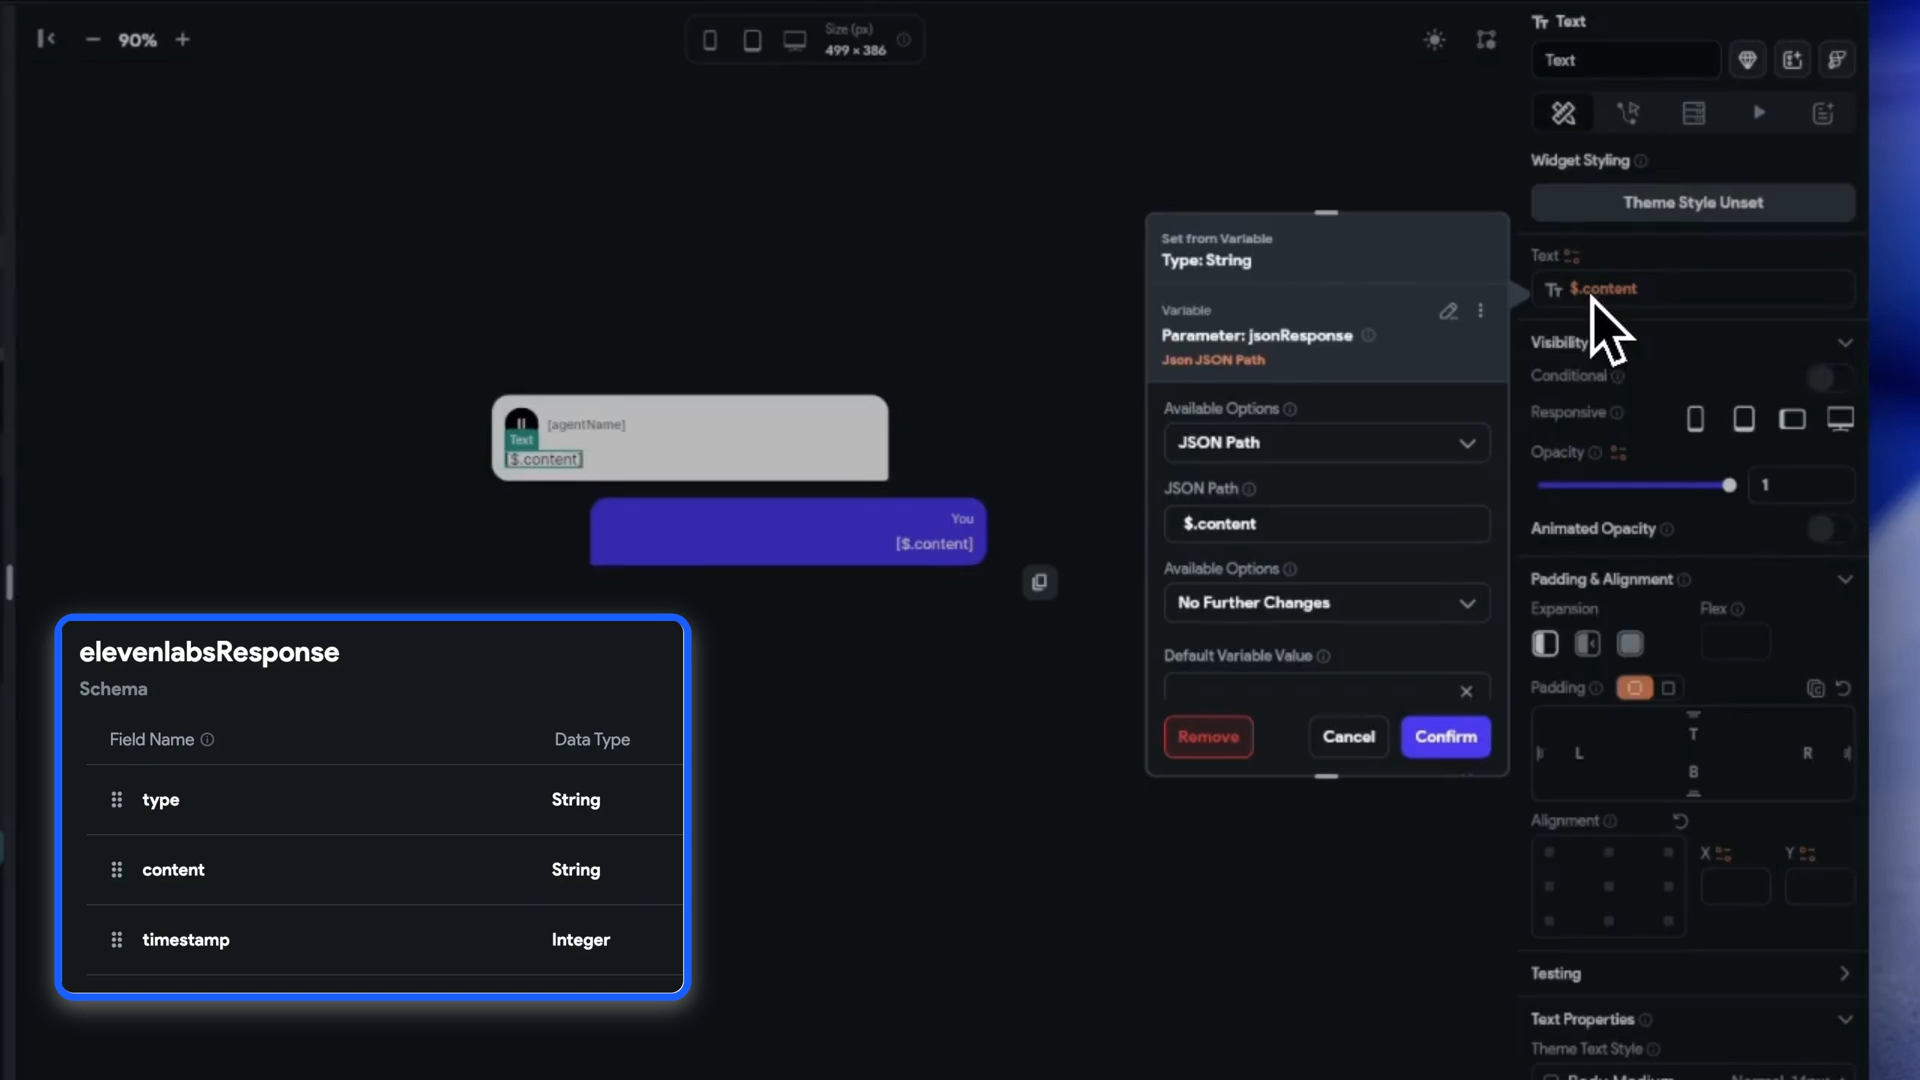 90%
Size (px)
499 × 386
[agentName]
Text
[$.content]
You
[$.content]
elevenlabsResponse
Schema
Field Name
Data Type
type
String
content
String
timestamp
Integer
Set from Variable
Type: String
Variable
Parameter: jsonResponse
Json JSON Path
Available Options
JSON Path
JSON Path
$.content
Available Options
No Further Changes
Default Variable Value
Remove
Cancel
Confirm
Text
Text
Widget Styling
Theme Style Unset
Text
$.content
Visibility
Conditional
Responsive
Opacity
1
Animated Opacity
Padding & Alignment
Expansion
Flex
Padding
T
L
R
B
Alignment
X
Y
Testing
Text Properties
Theme Text Style
Body Medium